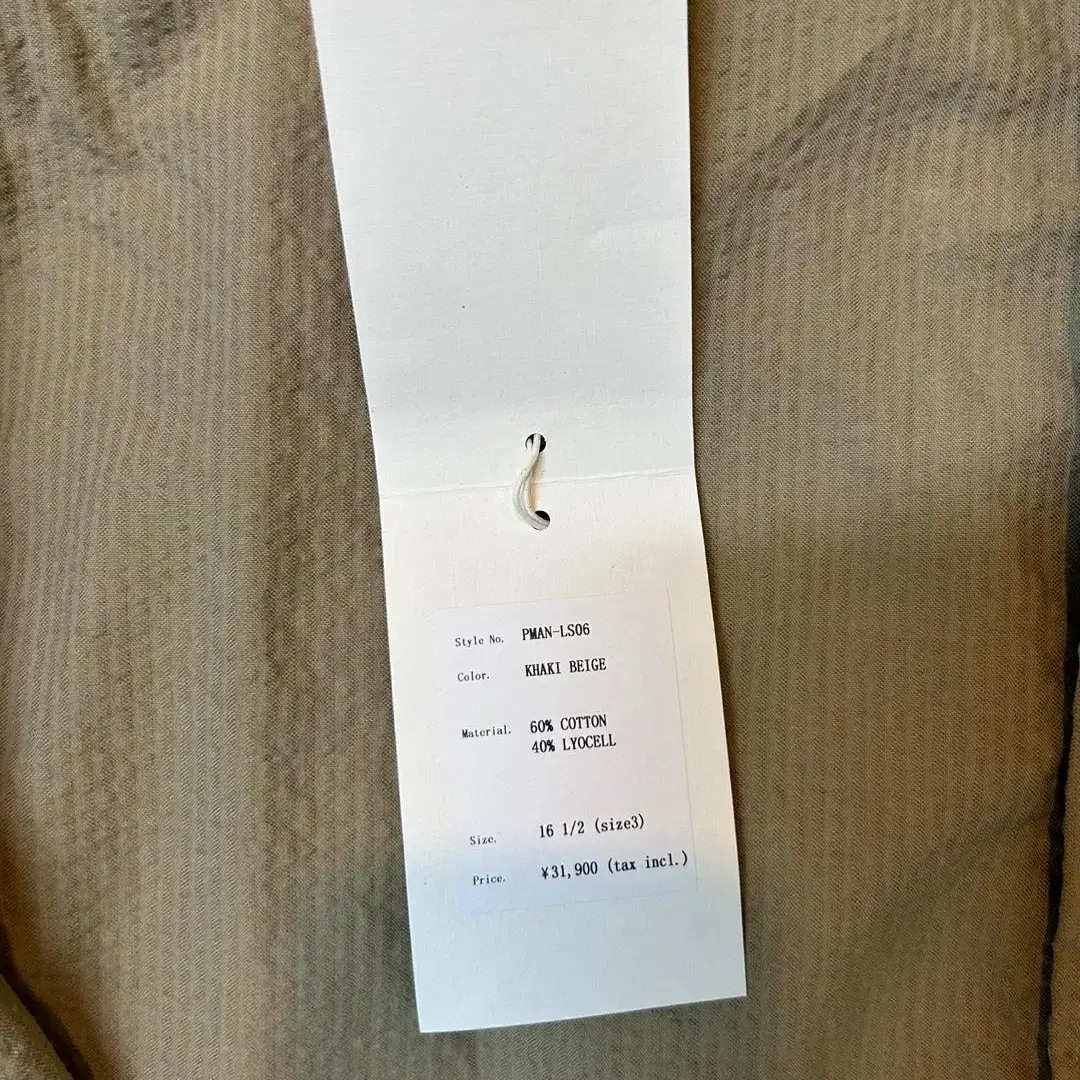 Style No. PMAN-LS06
Color. KHAKI BEIGE
Material. 60% COTTON
40% LYOCELL
Size. 16 1/2 (size3)
Price. ¥31,900 (tax incl.)